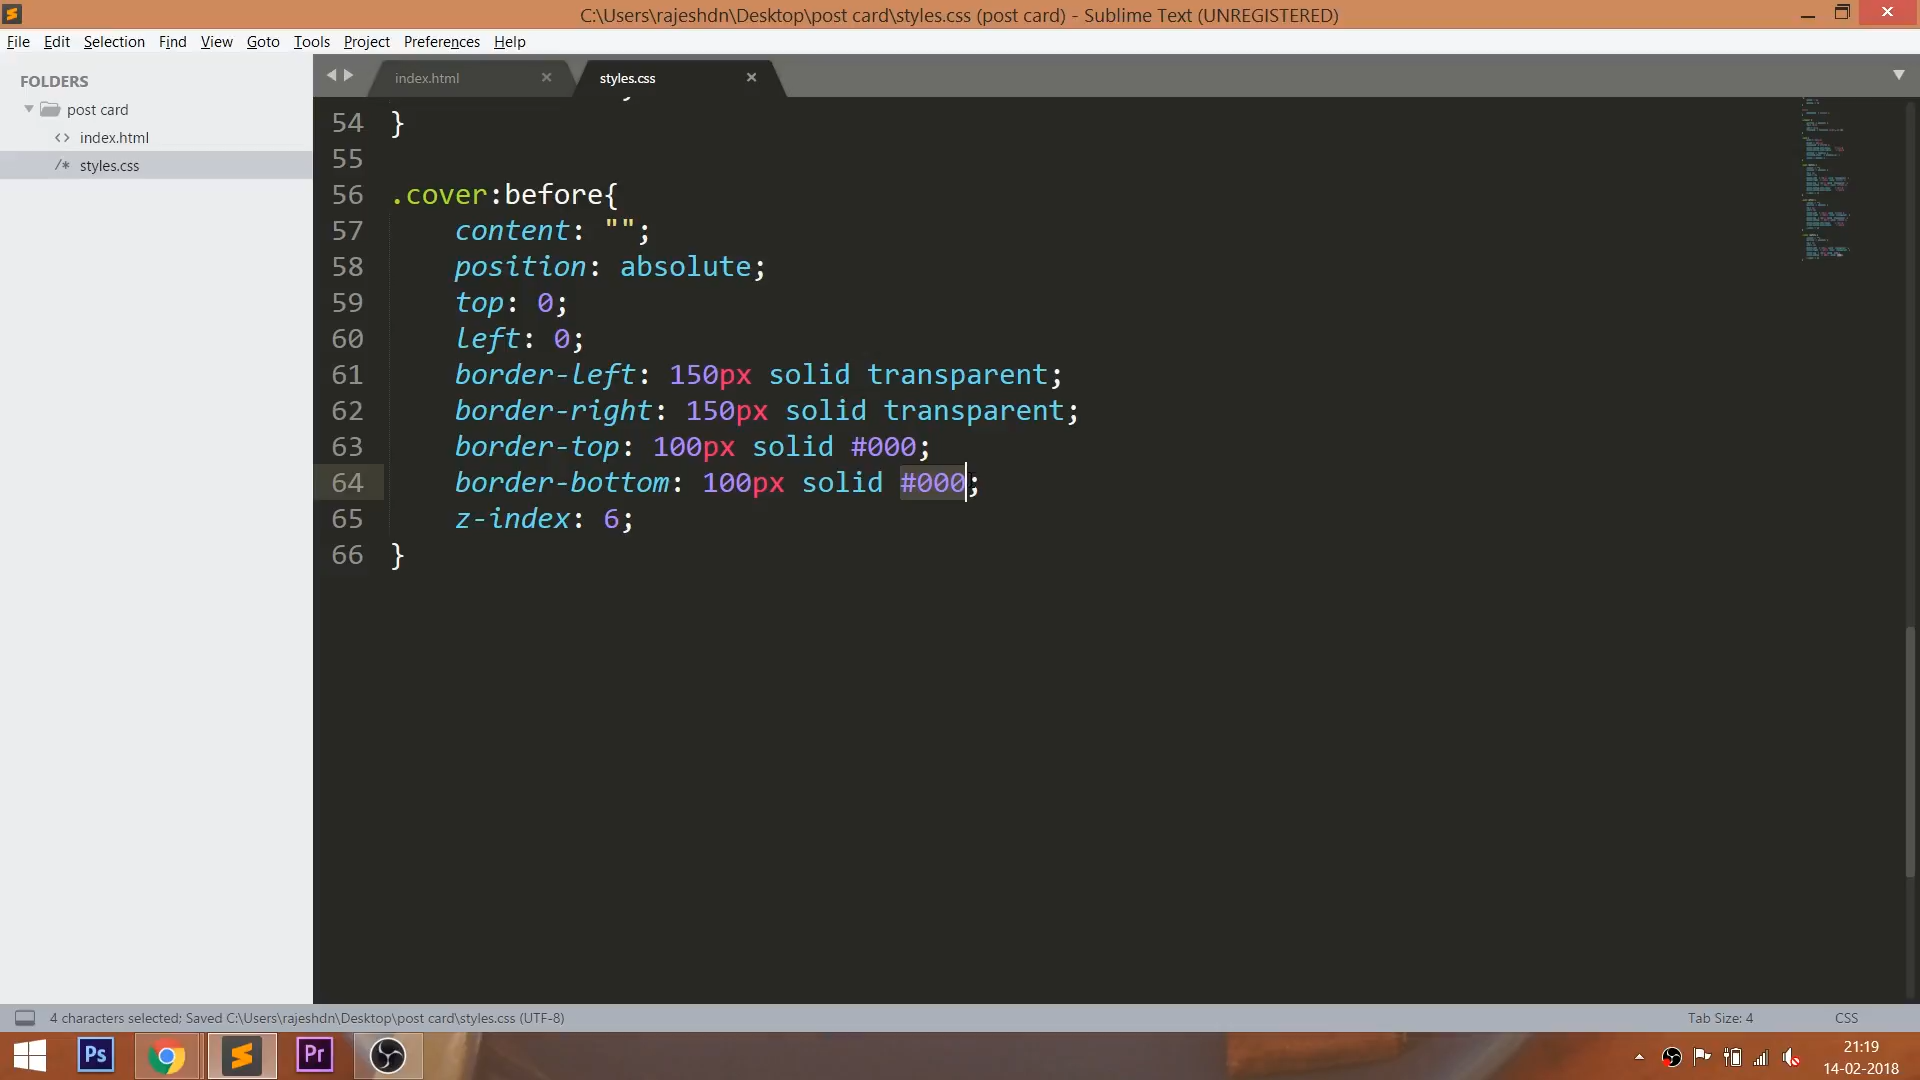 C:\Users\rajeshdn\Desktop\post card\styles.css (post card) - Sublime Text (UNREGISTERED)
File Edit Selection Find View Goto Tools Project Preferences Help
FOLDERS
post card
<> index.html
/* styles.css
index.html
styles.css
54 }
55
56 .cover:before{
57 content: "";
58 position: absolute;
59 top: 0;
60 left: 0;
61 border-left: 150px solid transparent;
62 border-right: 150px solid transparent;
63 border-top: 100px solid #000;
64 border-bottom: 100px solid #000;
65 z-index: 6;
66 }
4 characters selected; Saved C:\Users\rajeshdn\Desktop\post card\styles.css (UTF-8)
Tab Size: 4
CSS
Ps
Pr
21:19
14-02-2018